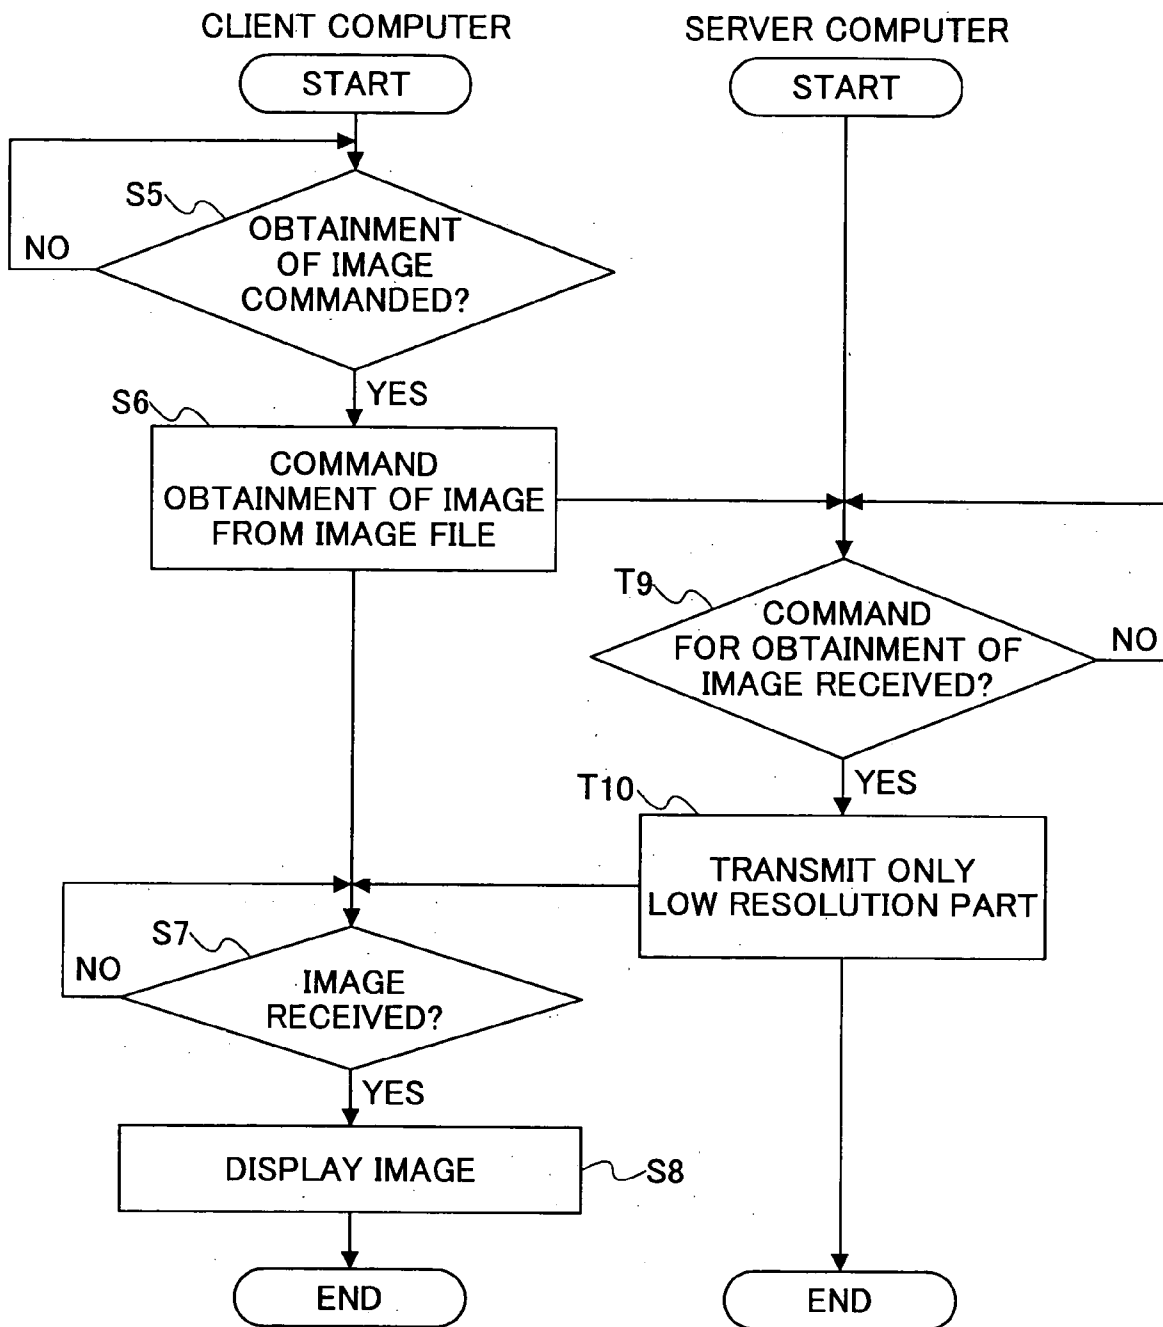 CLIENT COMPUTER
SERVER COMPUTER
START
START
S5
OBTAINMENT
OF IMAGE
COMMANDED?
NO
YES
S6
COMMAND
OBTAINMENT OF IMAGE
FROM IMAGE FILE
T9
COMMAND
FOR OBTAINMENT OF
IMAGE RECEIVED?
NO
YES
T10
TRANSMIT ONLY
LOW RESOLUTION PART
S7
NO
IMAGE
RECEIVED?
YES
DISPLAY IMAGE
S8
END
END